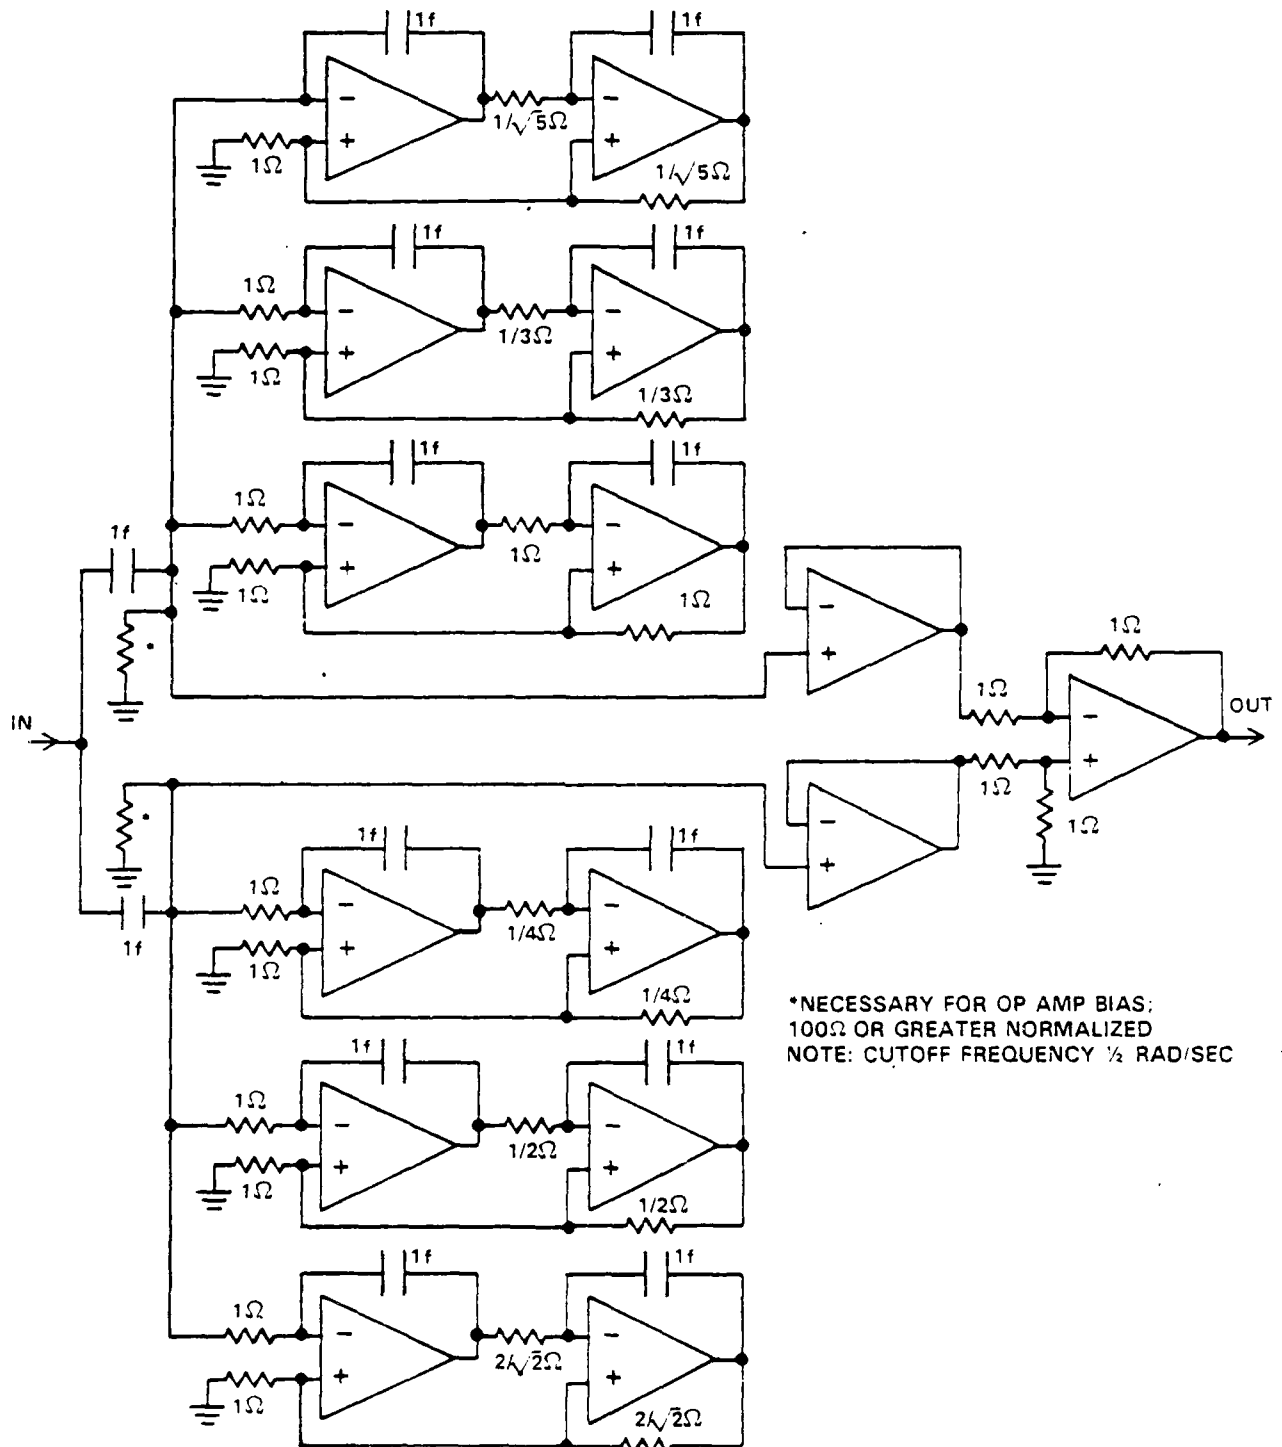 1f 1f
− −
1/√5Ω
+ +
1Ω
1/√5Ω
1f 1f
1Ω
− −
1/3Ω
+ +
1Ω
1/3Ω
1f 1f
1Ω
− −
1f
1Ω
+ +
1Ω
1Ω
−
1Ω
*
+
1Ω
−
OUT
IN
+
1Ω
*
−
1Ω
+
1f 1f
1Ω
− −
1/4Ω
+ +
1f
1Ω
1/4Ω
*NECESSARY FOR OP AMP BIAS;
100Ω OR GREATER NORMALIZED
NOTE: CUTOFF FREQUENCY ½ RAD/SEC
1f 1f
1Ω
− −
1/2Ω
+ +
1Ω
1/2Ω
1f 1f
1Ω
− −
2/√2Ω
+ +
1Ω
2/√2Ω